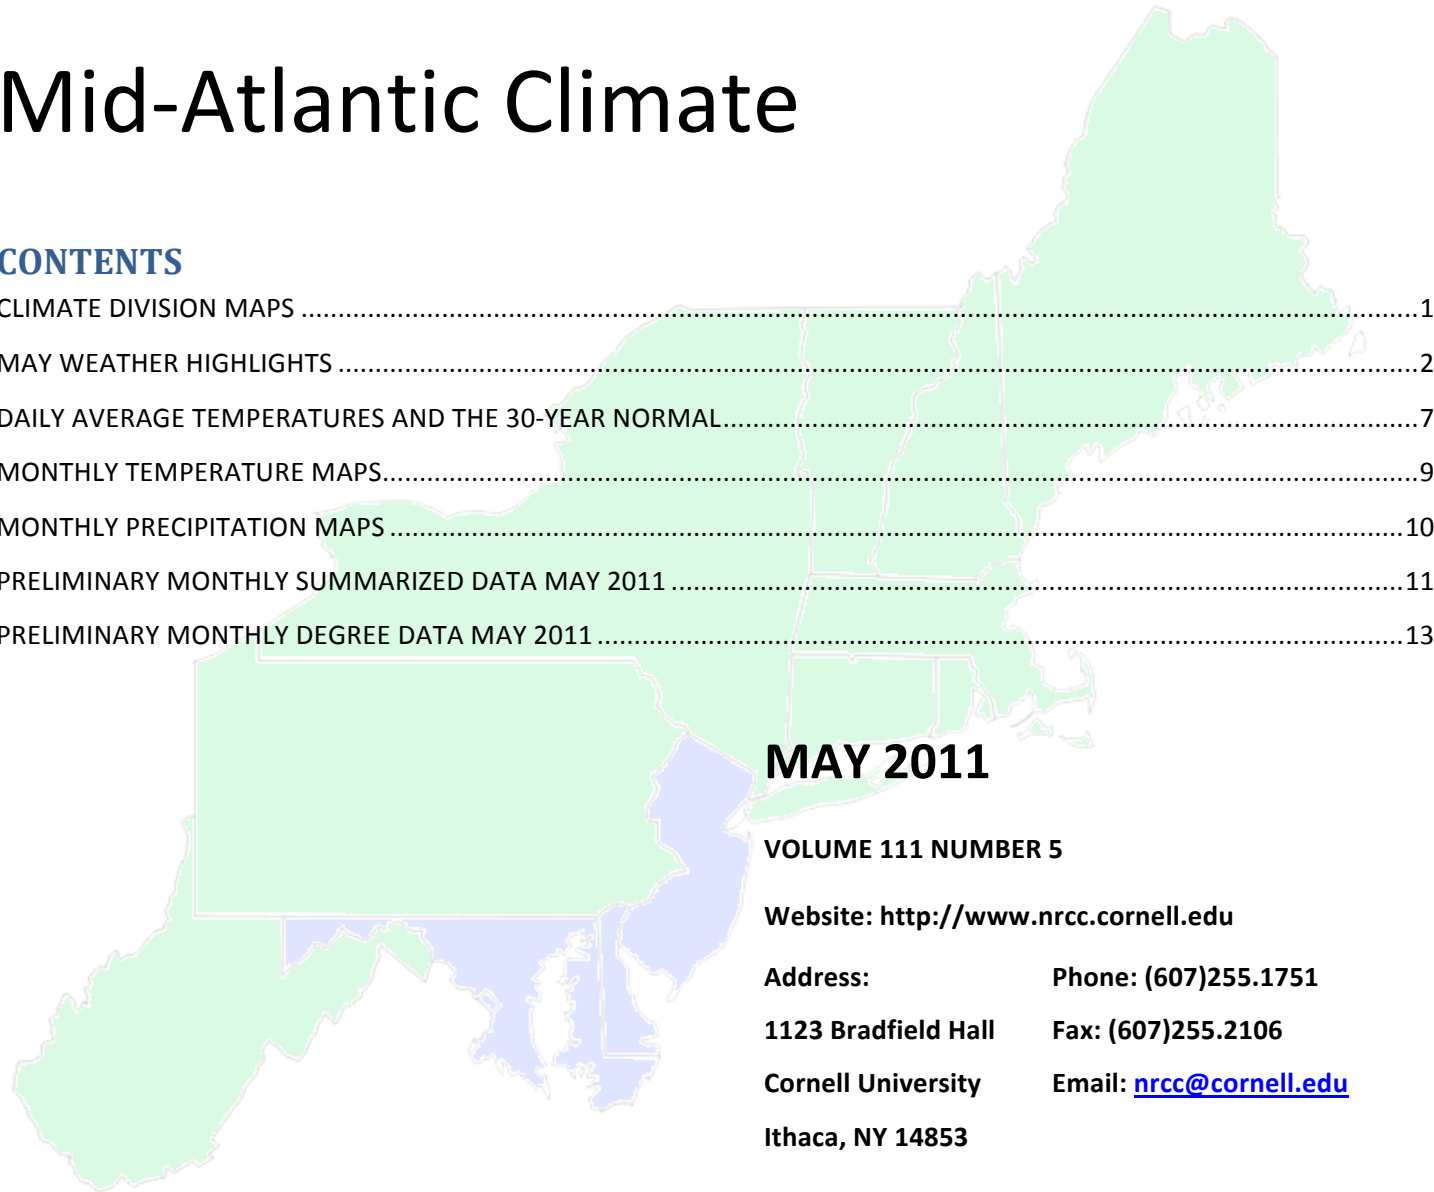 Mid-Atlantic Climate
CONTENTS
CLIMATE DIVISION MAPS ........................................................................................................................................................1
MAY WEATHER HIGHLIGHTS ...................................................................................................................................................2
DAILY AVERAGE TEMPERATURES AND THE 30-YEAR NORMAL.................................................................................................7
MONTHLY TEMPERATURE MAPS.............................................................................................................................................9
MONTHLY PRECIPITATION MAPS ..........................................................................................................................................10
PRELIMINARY MONTHLY SUMMARIZED DATA MAY 2011 ......................................................................................................11
PRELIMINARY MONTHLY DEGREE DATA MAY 2011 ................................................................................................................13
MAY 2011
VOLUME 111 NUMBER 5
Website: http://www.nrcc.cornell.edu
Address: Phone: (607)255.1751
1123 Bradfield Hall Fax: (607)255.2106
Cornell University Email: nrcc@cornell.edu
Ithaca, NY 14853